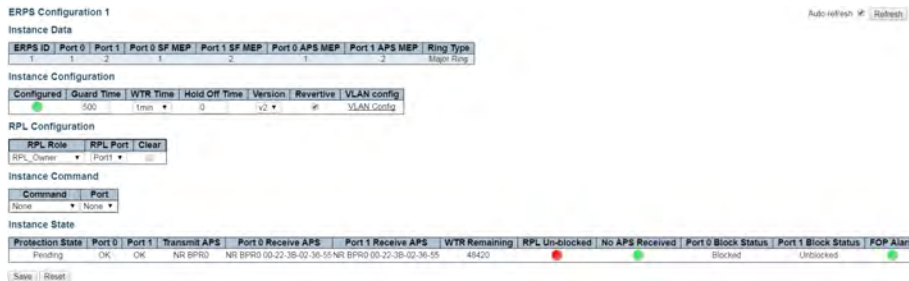 ERPS Configuration 1
Auto-refresh Refresh
Instance Data
ERPS ID Port 0 Port 1 Port 0 SF MEP Port 1 SF MEP Port 0 APS MEP Port 1 APS MEP Ring Type
1 1 2 1 2 1 2 Major Ring
Instance Configuration
Configured Guard Time WTR Time Hold Off Time Version Revertive VLAN config
500 1min 0 v2 VLAN Config
RPL Configuration
RPL Role RPL Port Clear
RPL_Owner Port1
Instance Command
Command Port
None None
Instance State
Protection State Port 0 Port 1 Transmit APS Port 0 Receive APS Port 1 Receive APS WTR Remaining RPL Un-blocked No APS Received Port 0 Block Status Port 1 Block Status FOP Alarm
Pending OK OK NR BPR0 NR BPR0 00-22-3B-02-36-55 NR BPR0 00-22-3B-02-36-55 46420 Blocked Unblocked
Save Reset